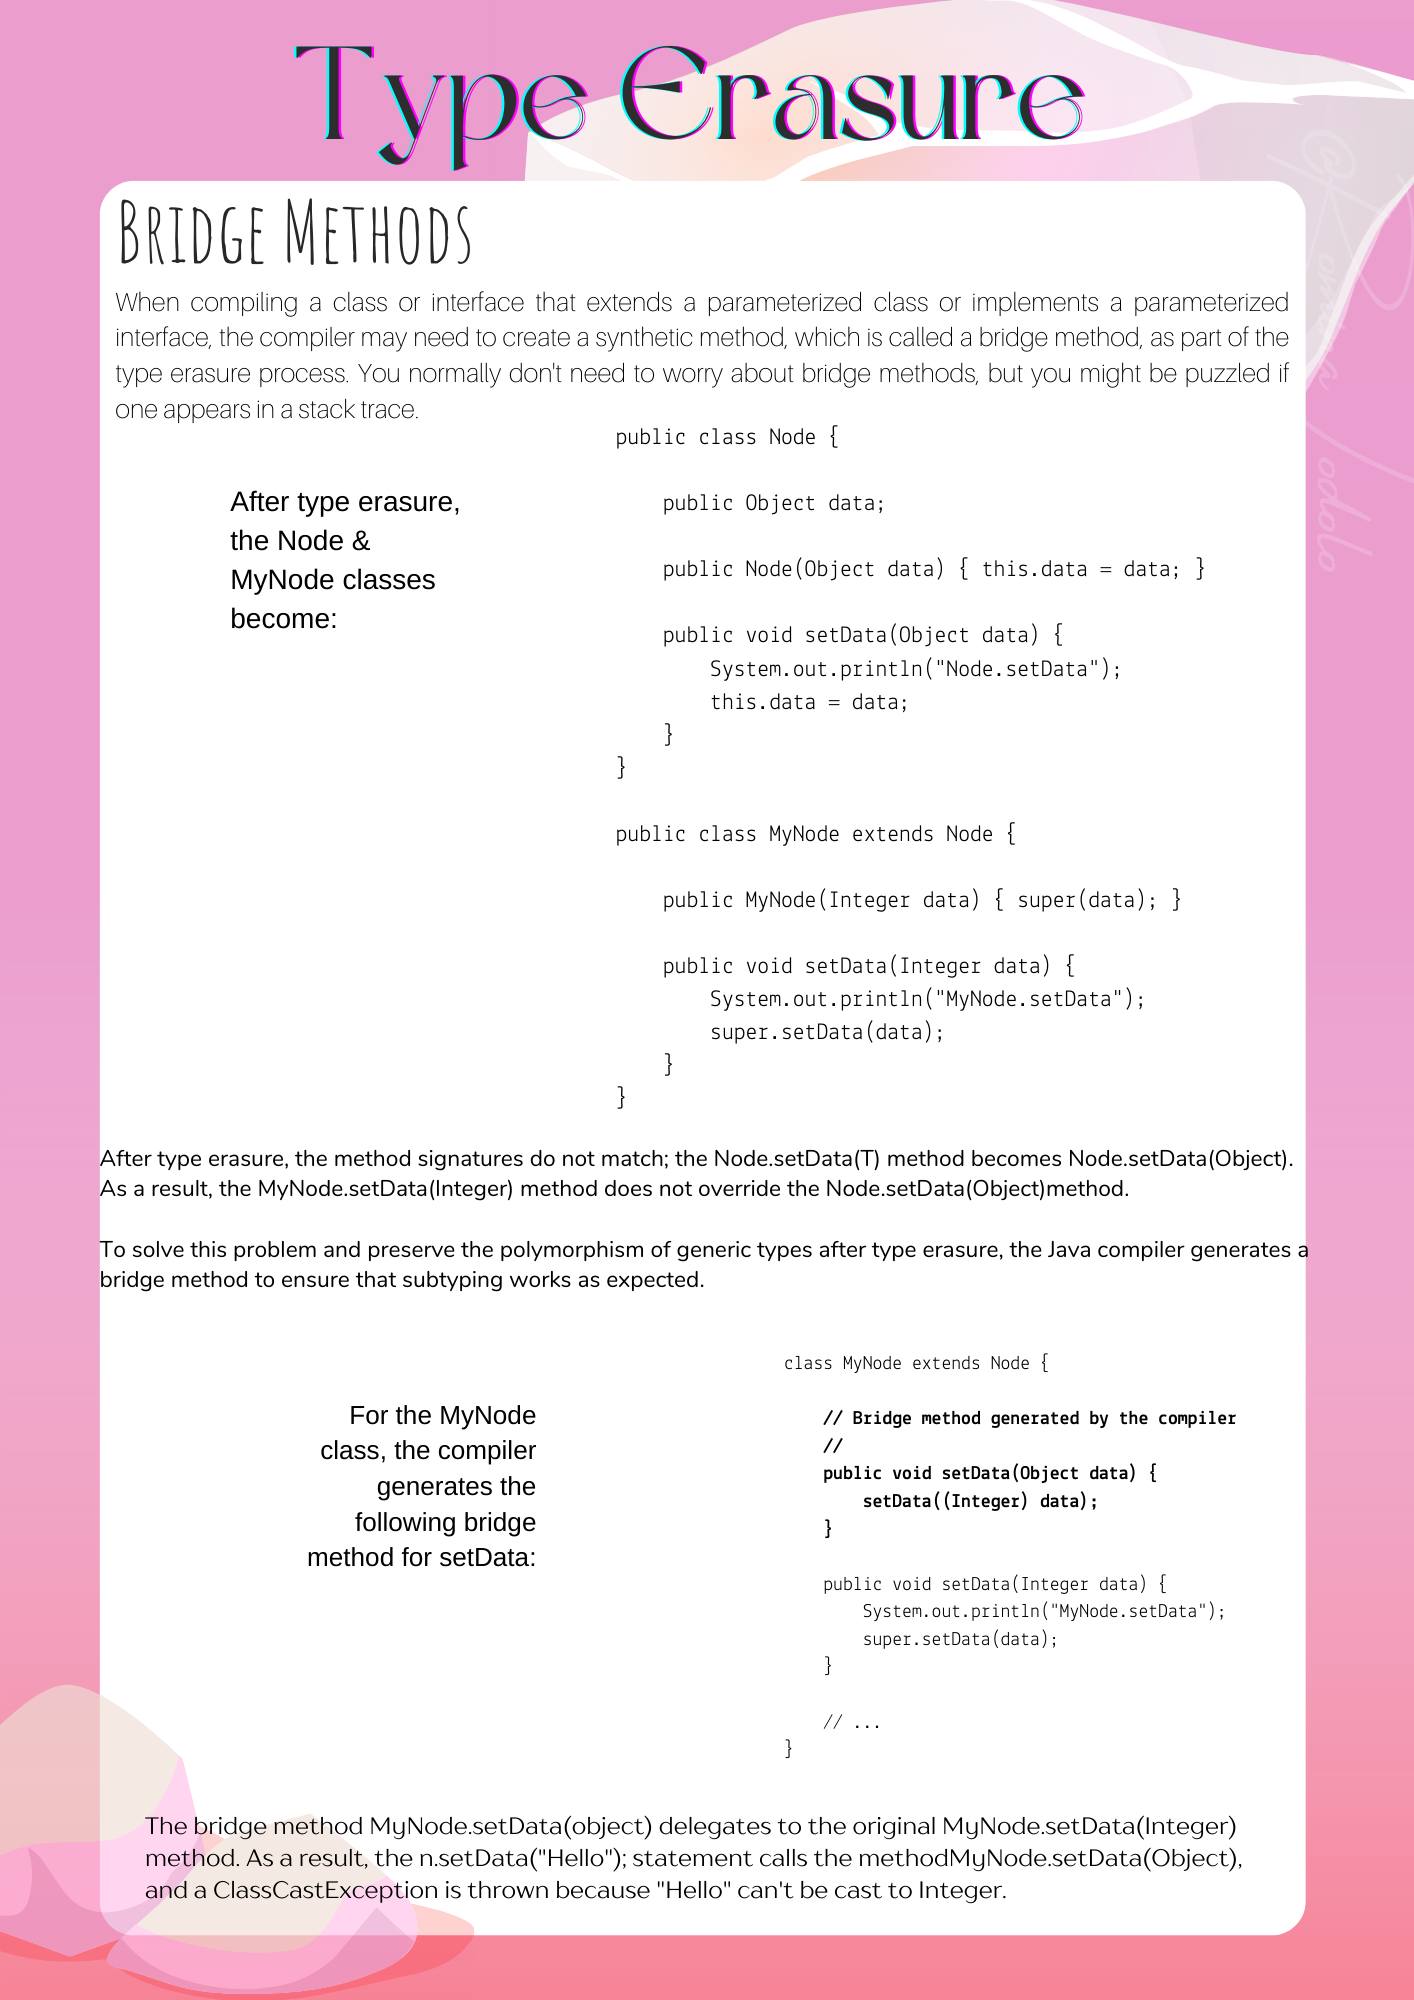 Type Erasure
BRIDGE METHODS
When compiling a class or interface that extends a parameterized class or implements a parameterized
interface, the compiler may need to create a synthetic method, which is called a bridge method, as part of the
type erasure process. You normally don't need to worry about bridge methods, but you might be puzzled if
one appears in a stack trace.
After type erasure,
the Node &
MyNode classes
become:
public class Node {
    public Object data;
    public Node(Object data) { this.data = data; }
    public void setData(Object data) {
        System.out.println("Node.setData");
        this.data = data;
    }
}
public class MyNode extends Node {
    public MyNode(Integer data) { super(data); }
    public void setData(Integer data) {
        System.out.println("MyNode.setData");
        super.setData(data);
    }
}
After type erasure, the method signatures do not match; the Node.setData(T) method becomes Node.setData(Object).
As a result, the MyNode.setData(Integer) method does not override the Node.setData(Object)method.
To solve this problem and preserve the polymorphism of generic types after type erasure, the Java compiler generates a
bridge method to ensure that subtyping works as expected.
For the MyNode
class, the compiler
generates the
following bridge
method for setData:
class MyNode extends Node {
    // Bridge method generated by the compiler
    //
    public void setData(Object data) {
        setData((Integer) data);
    }
    public void setData(Integer data) {
        System.out.println("MyNode.setData");
        super.setData(data);
    }
    // ...
}
The bridge method MyNode.setData(object) delegates to the original MyNode.setData(Integer)
method. As a result, the n.setData("Hello"); statement calls the methodMyNode.setData(Object),
and a ClassCastException is thrown because "Hello" can't be cast to Integer.